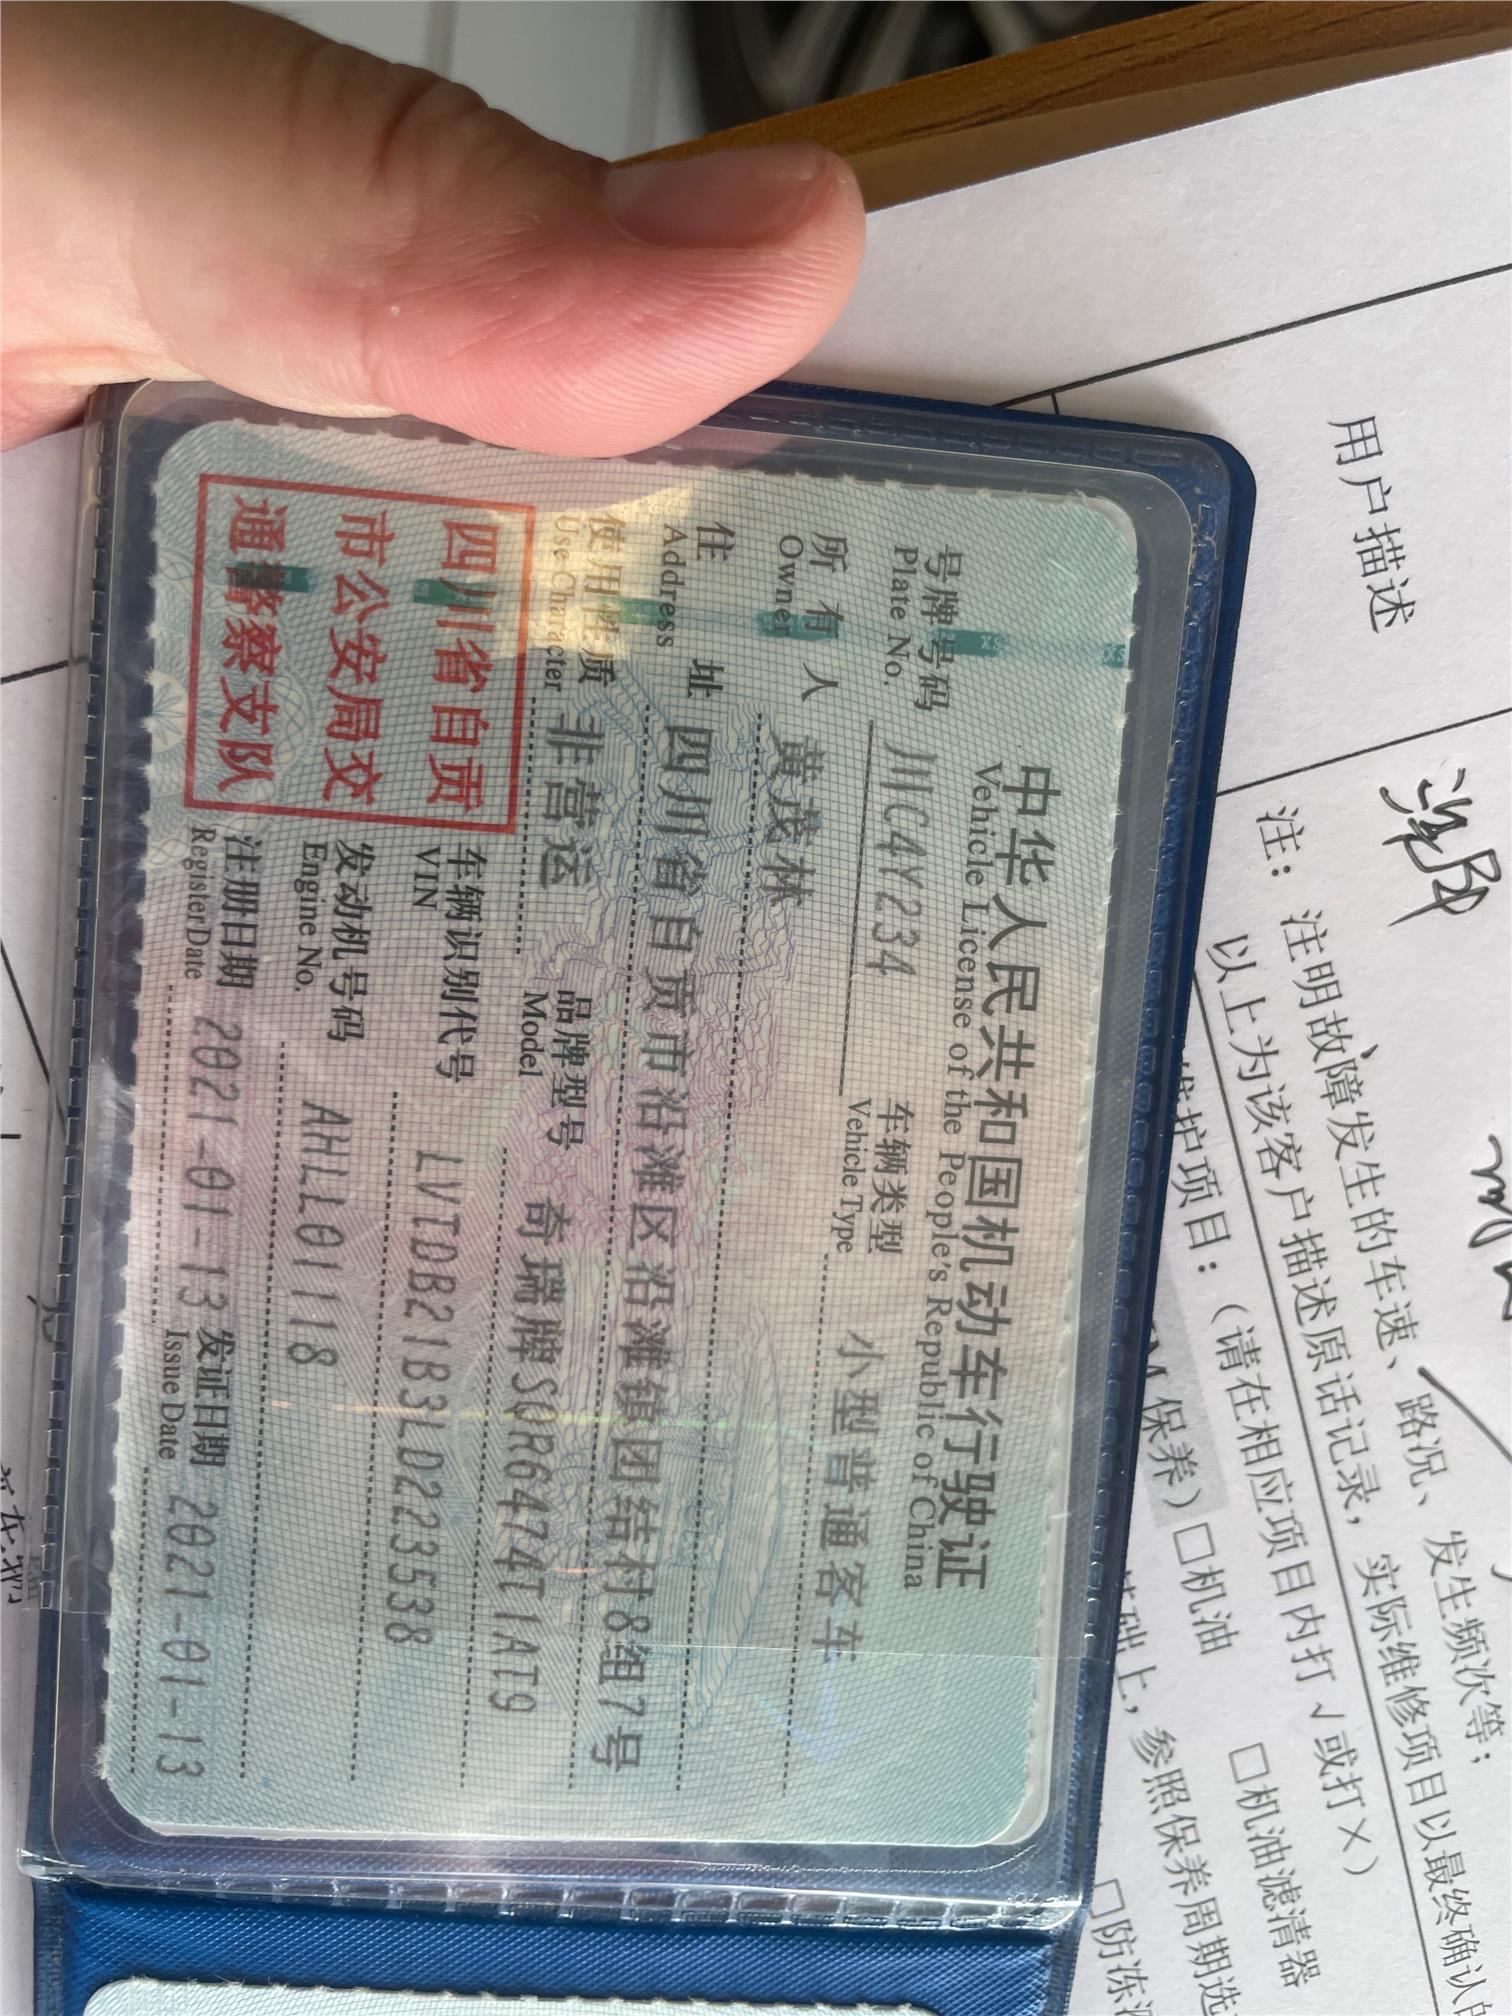 中华人民共和国机动车行驶证
Vehicle License of the People's Republic of China
号牌号码 川C4Y234 车辆类型 小型普通客车
Plate No. Vehicle Type
所有人 黄茂林
Owner
住址 四川省自贡市沿滩区沿滩镇团结村8组7号
Address
使用性质 非营运 品牌型号 奇瑞牌SQR6474T1AT9
Use Character Model
四川省自贡
市公安局交
通警察支队
车辆识别代号 LVTDB21B3LD223538
VIN
发动机号码 AHLL01118
Engine No.
注册日期 2021-01-13 发证日期 2021-01-13
Register Date Issue Date
用户描述
注: 注明故障发生的车速、路况、发生频次等;
以上为该客户描述原话记录,实际维修项目以最终确认
维护项目:(请在相应项目内打√或打×)
保养)□机油 □机油滤清器 □防冻
基础上,参照保养周期选